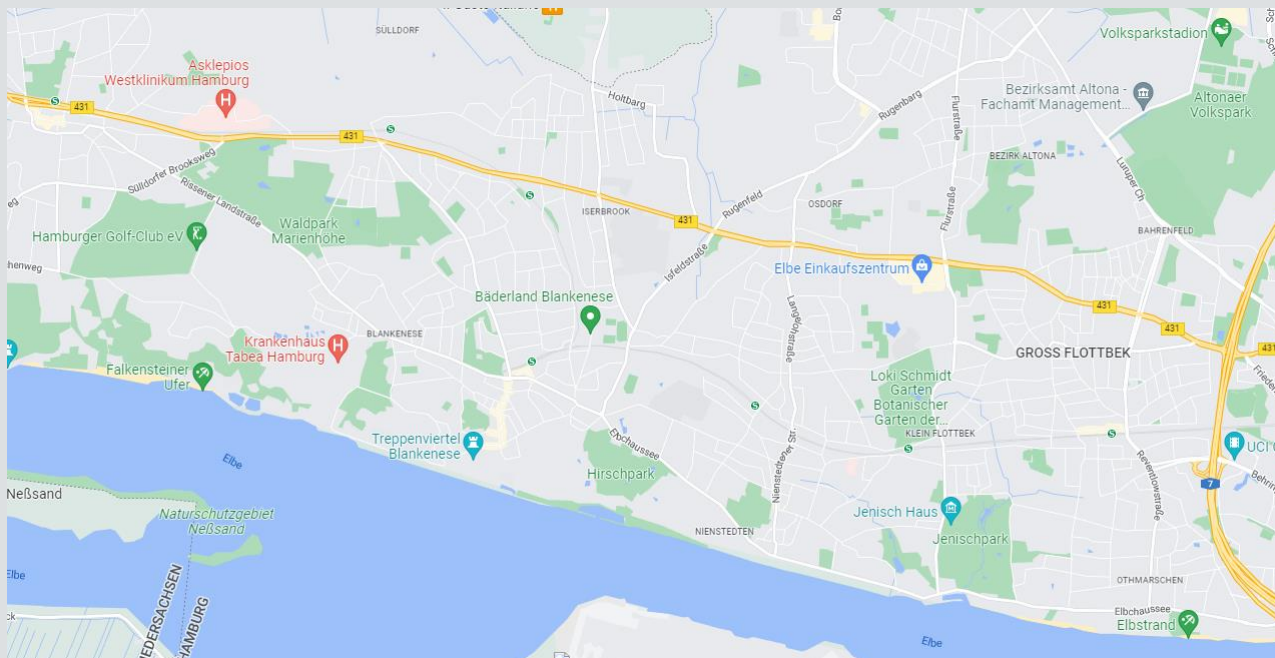 SÜLLDORF
Volksparkstadion
Asklepios
Westklinikum Hamburg
H
431
431
Holtbarg
Rugenbarg
Flurstraße
Bezirksamt Altona -
Fachamt Management...
Altonaer
Volkspark
Luruper Ch
BEZIRK ALTONA
Sülldorfer Brooksweg
Rissener Landstraße
Waldpark
Marienhöhe
Hamburger Golf-Club eV
ISERBROOK
431
Rugenfeld
OSDORF
Flurstraße
BAHRENFELD
Isfeldstraße
Elbe Einkaufszentrum
Bäderland Blankenese
Langelohstraße
431
431
431
BLANKENESE
Krankenhaus
Tabea Hamburg
H
GROSS FLOTTBEK
Falkensteiner
Ufer
Loki Schmidt
Garten
Botanischer
Garten der...
KLEIN FLOTTBEK
Treppenviertel
Blankenese
Elbchaussee
Hirschpark
Nienstedtener Str.
Reventlowstraße
UCI
7
Elbe
Neßsand
Naturschutzgebiet
Neßsand
NIENSTEDTEN
Jenisch Haus
Jenischpark
Elbe
OTHMARSCHEN
Elbchaussee
Elbstrand
HAMBURG
Elbe